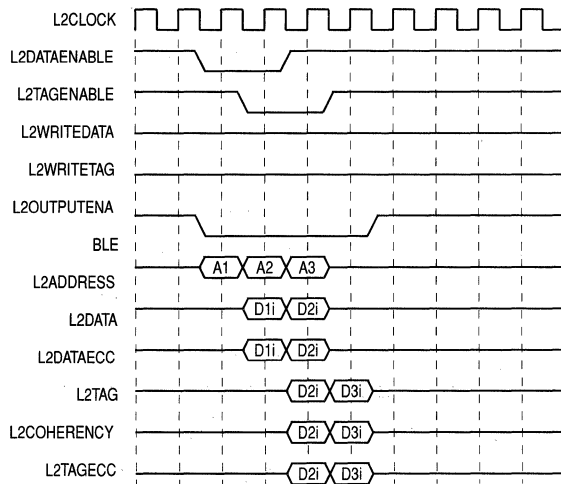 L2CLOCK
L2DATAENABLE
L2TAGENABLE
L2WRITEDATA
L2WRITETAG
L2OUTPUTENA
BLE
L2ADDRESS
A1 A2 A3
L2DATA
D1i D2i
L2DATAECC
D1i D2i
L2TAG
D2i D3i
L2COHERENCY
D2i D3i
L2TAGECC
D2i D3i